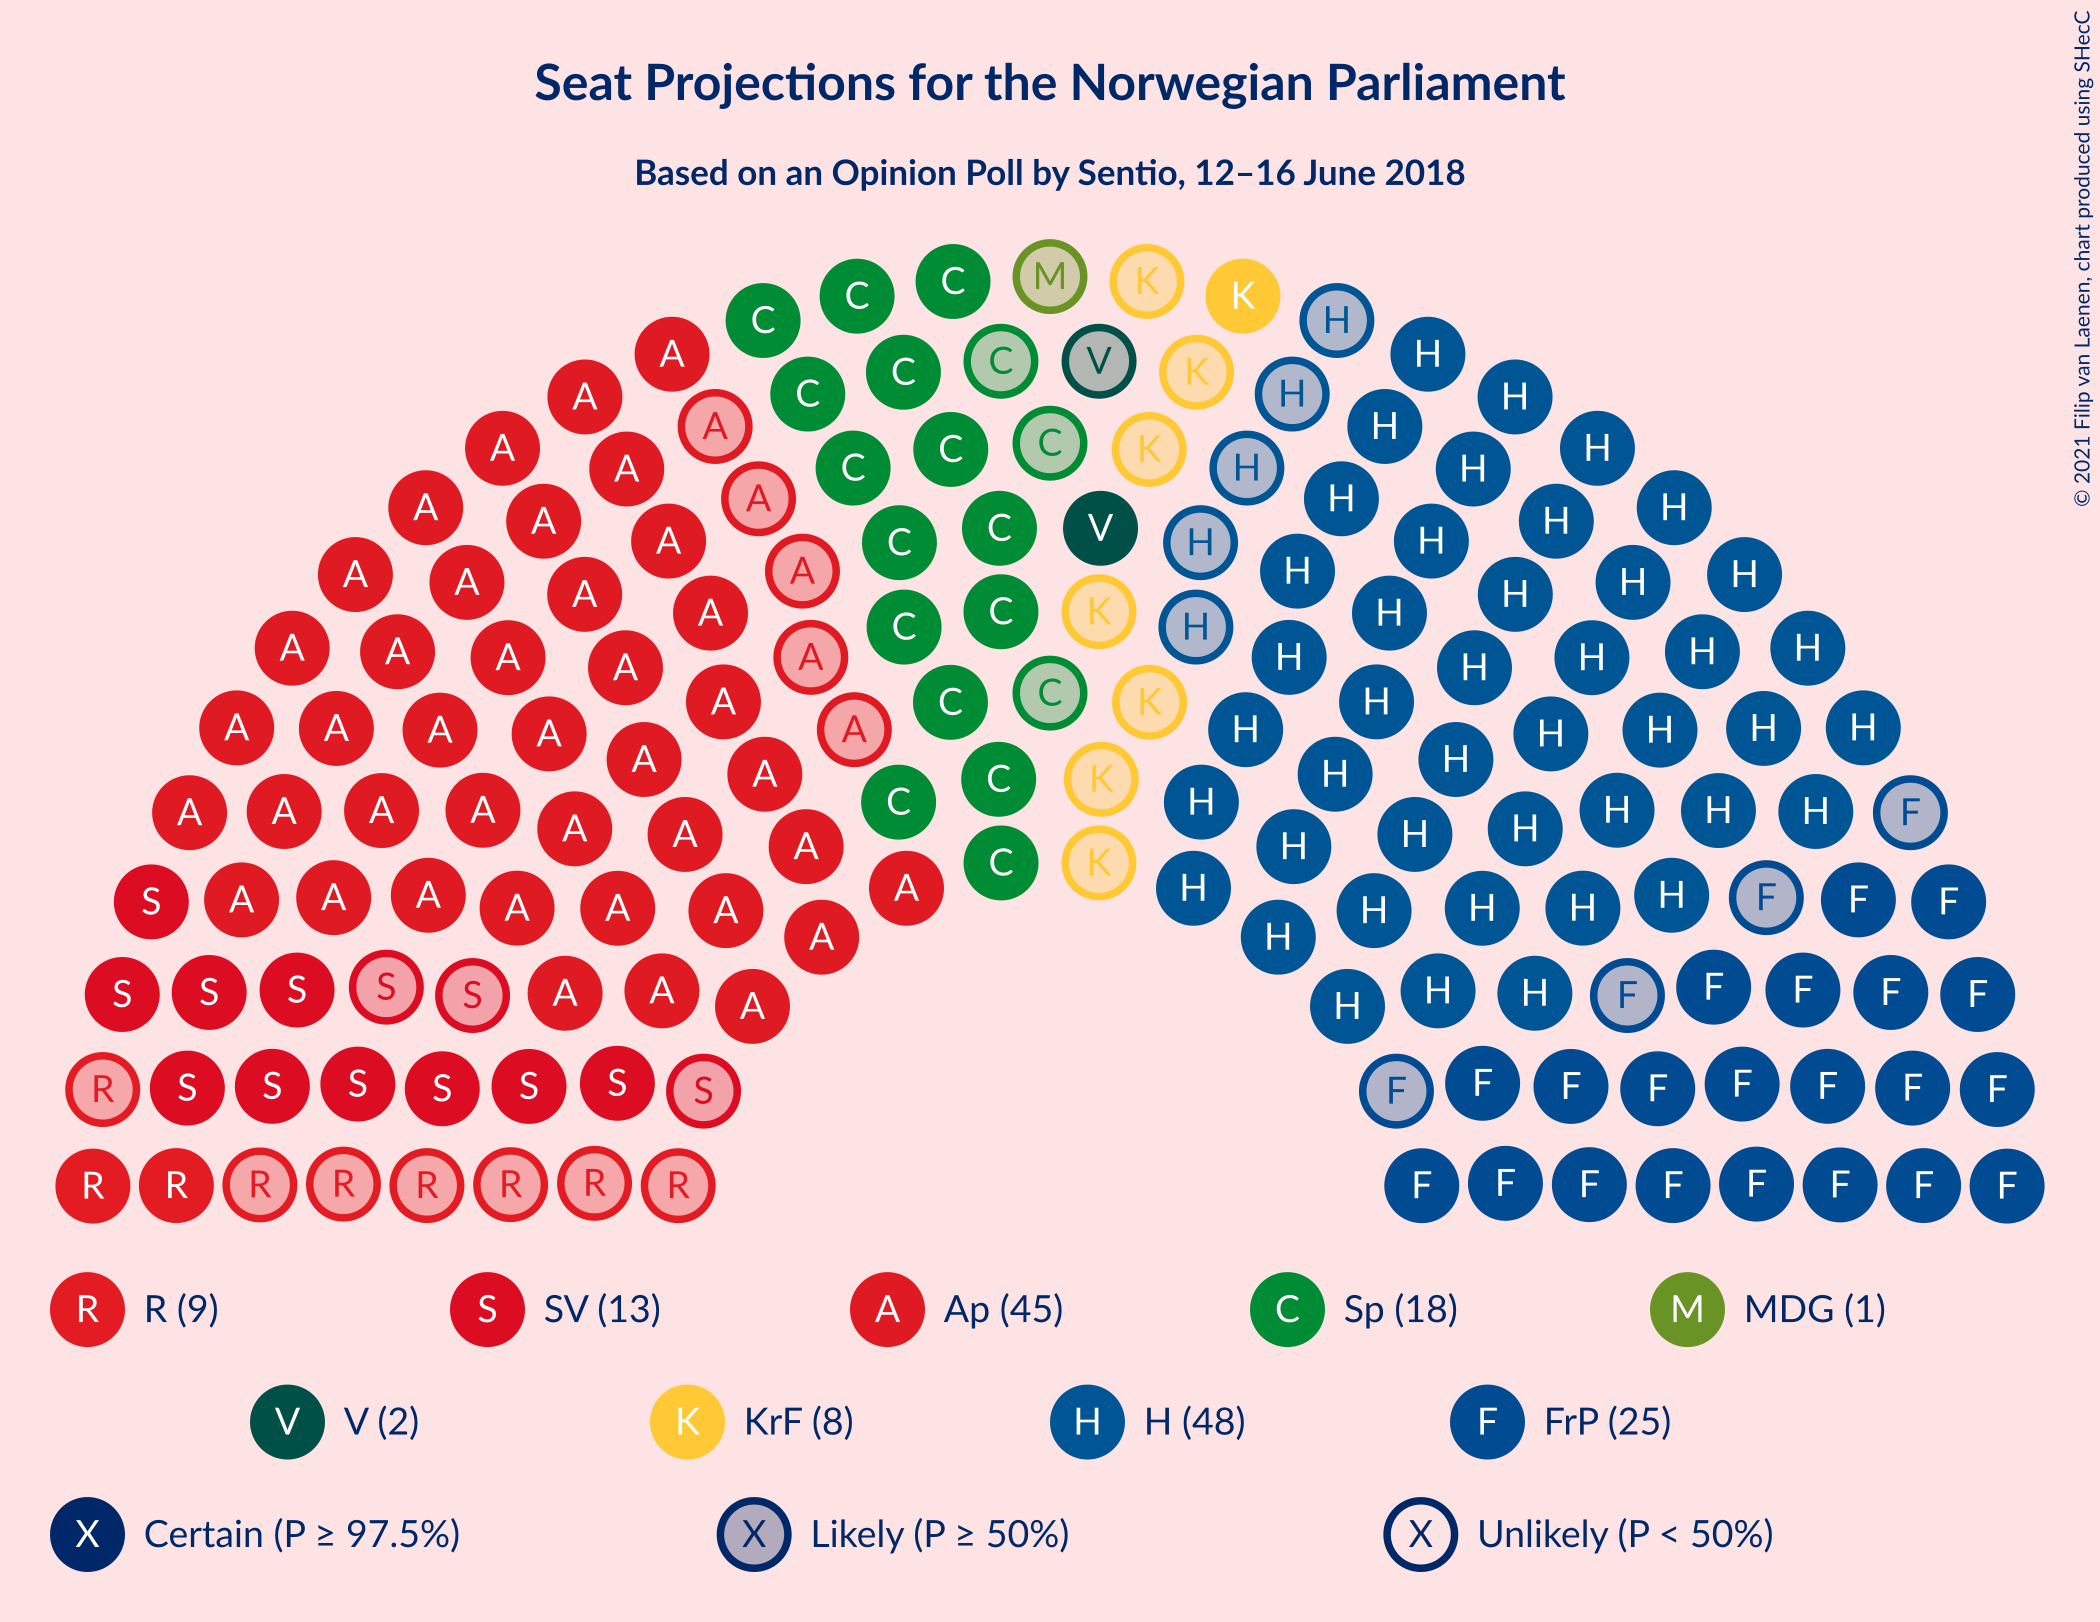 Seat Projections for the Norwegian Parliament
Based on an Opinion Poll by Sentio, 12–16 June 2018
© 2021 Filip van Laenen, chart produced using SHecC
C C C M K K H
A C C C V K H H
A A C C C K H H H
A A A C C V H H H H
A A A A C C K H H H H
A A A A A C C K H H H H H
A A A A A A C C K H H H H H H
A A A A A A A C K H H H H H H F
S A A A A A A A A H H H H H H F F F
S S S S S A A A H H H F F F F F
R S S S S S S S F F F F F F F F
R R R R R R R R F F F F F F F F
R R (9)
S SV (13)
A Ap (45)
C Sp (18)
M MDG (1)
V V (2)
K KrF (8)
H H (48)
F FrP (25)
X Certain (P ≥ 97.5%)
X Likely (P ≥ 50%)
X Unlikely (P < 50%)